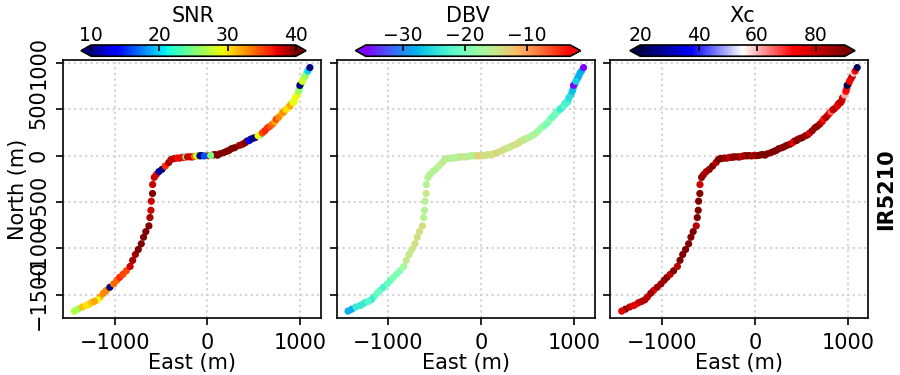 SNR
10 20 30 40
DBV
−30 −20 −10
Xc
20 40 60 80
North (m)
1000
500
0
−500
−1000
−1500
−1000 0 1000
East (m)
−1000 0 1000
East (m)
−1000 0 1000
East (m)
IR5210